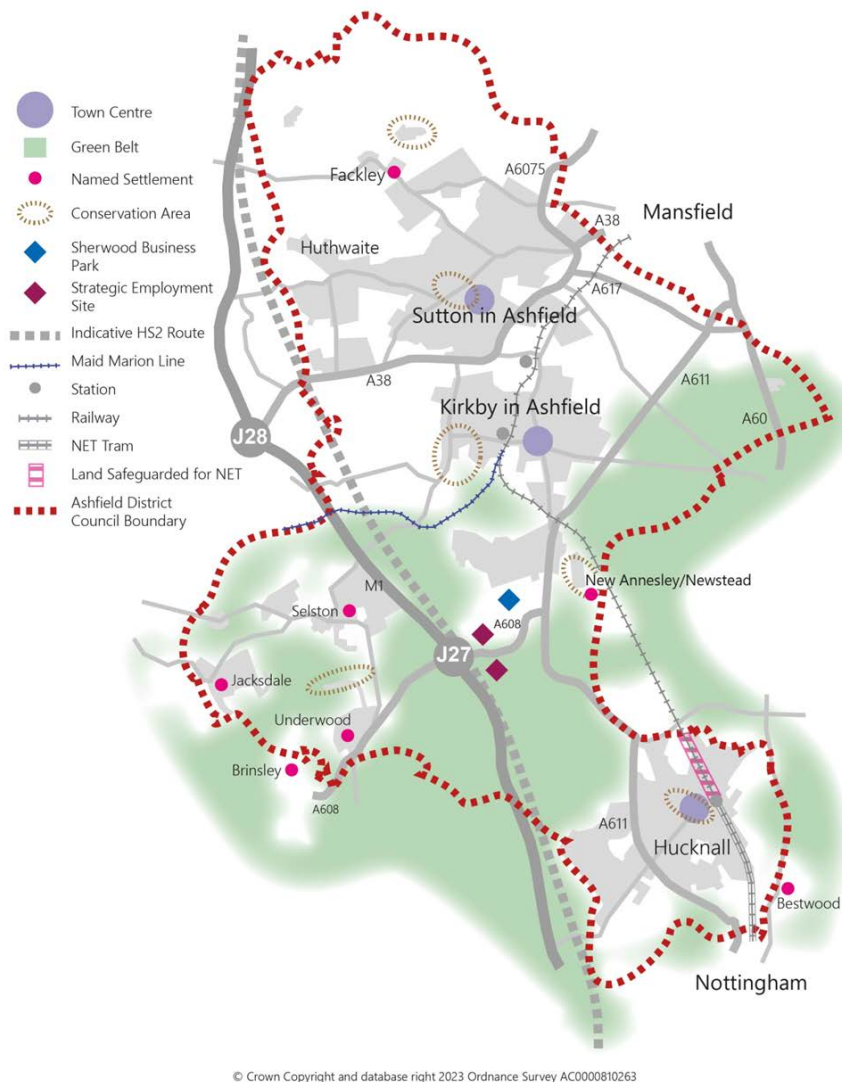 Town Centre
Green Belt
Named Settlement
Conservation Area
Sherwood Business
Park
Strategic Employment
Site
Indicative HS2 Route
Maid Marion Line
Station
Railway
NET Tram
Land Safeguarded for NET
Ashfield District
Council Boundary
Fackley
A6075
A38
Mansfield
Huthwaite
A617
Sutton in Ashfield
A38
A611
Kirkby in Ashfield
A60
J28
New Annesley/Newstead
M1
Selston
A608
J27
Jacksdale
Underwood
Brinsley
A608
A611
Hucknall
Bestwood
Nottingham
© Crown Copyright and database right 2023 Ordnance Survey AC0000810263